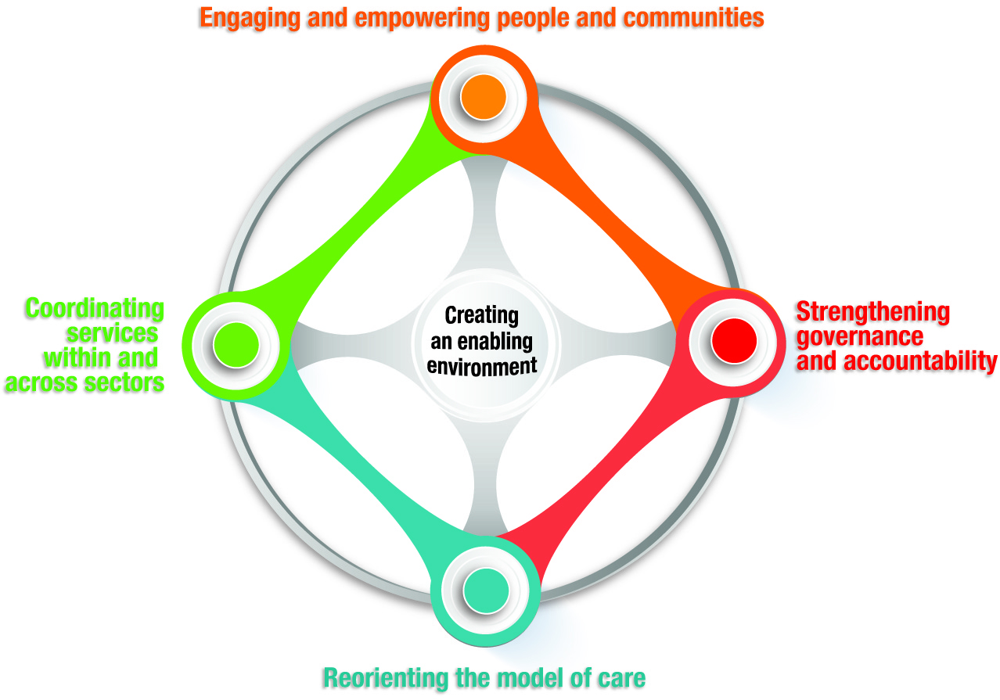 Engaging and empowering people and communities
Coordinating
services
within and
across sectors
Creating
an enabling
environment
Strengthening
governance
and accountability
Reorienting the model of care